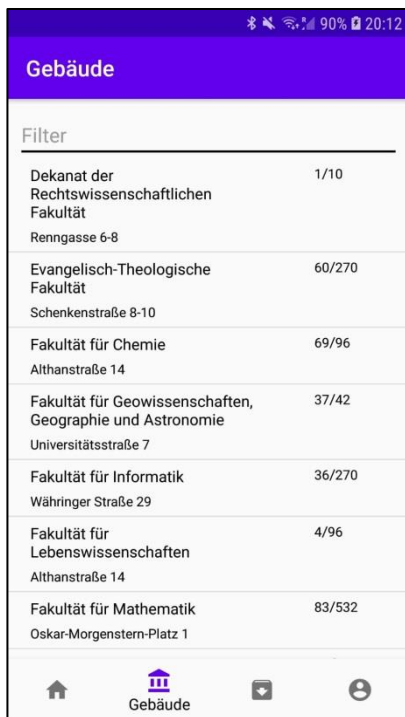 90% 20:12
Gebäude
Filter
Dekanat der 1/10
Rechtswissenschaftlichen
Fakultät
Renngasse 6-8
Evangelisch-Theologische 60/270
Fakultät
Schenkenstraße 8-10
Fakultät für Chemie 69/96
Althanstraße 14
Fakultät für Geowissenschaften, 37/42
Geographie und Astronomie
Universitätsstraße 7
Fakultät für Informatik 36/270
Währinger Straße 29
Fakultät für 4/96
Lebenswissenschaften
Althanstraße 14
Fakultät für Mathematik 83/532
Oskar-Morgenstern-Platz 1
Gebäude